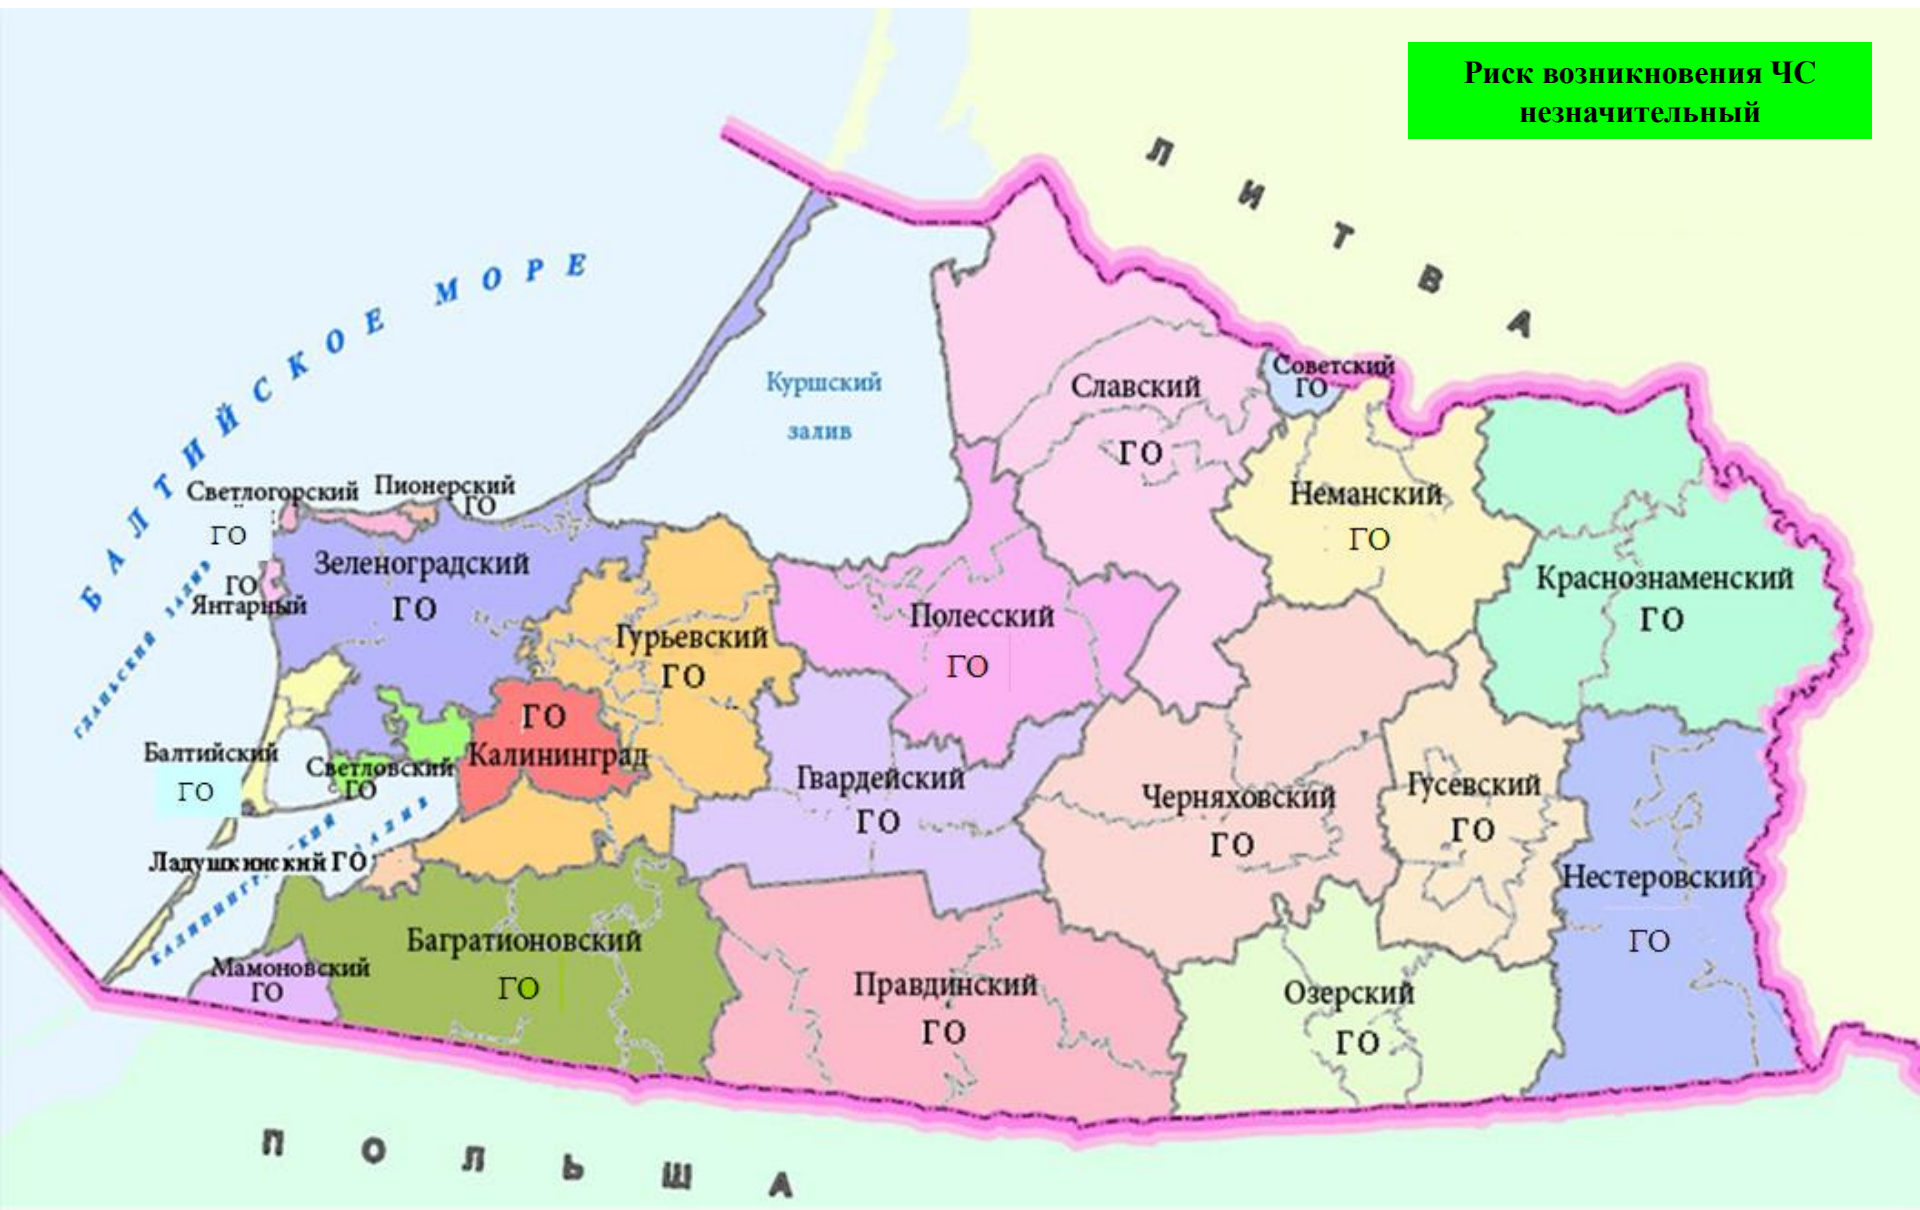 Риск возникновения ЧС
незначительный
ЛИТВА
БАЛТИЙСКОЕ МОРЕ
Куршский
залив
Советский
ГО
Славский
ГО
Светлогорский
ГО
Пионерский
ГО
Неманский
ГО
Зеленоградский
ГО
ГО
Янтарный
Краснознаменский
ГО
Гурьевский
ГО
Полесский
ГО
ГО
Калининград
Балтийский
ГО
Светловский
ГО
Гвардейский
ГО
Черняховский
ГО
Гусевский
ГО
Ладушкинский ГО
Нестеровский
ГО
Багратионовский
ГО
Мамоновский
ГО
Правдинский
ГО
Озерский
ГО
ПОЛЬША